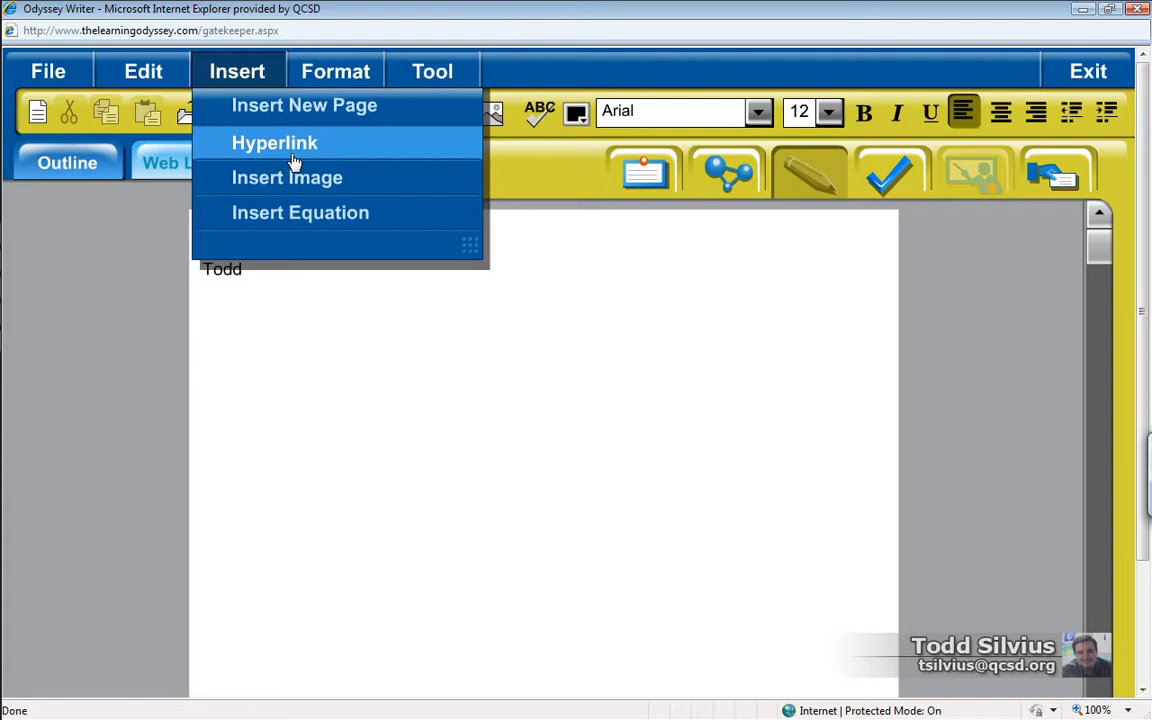 Odyssey Writer - Microsoft Internet Explorer provided by QCSD
http://www.thelearningodyssey.com/gatekeeper.aspx
File Edit Insert Format Tool Exit
Insert New Page
Hyperlink
Insert Image
Insert Equation
ABC Arial 12 B I U
Outline Web L
Todd
Todd Silvius
tsilvius@qcsd.org
Done Internet | Protected Mode: On 100%